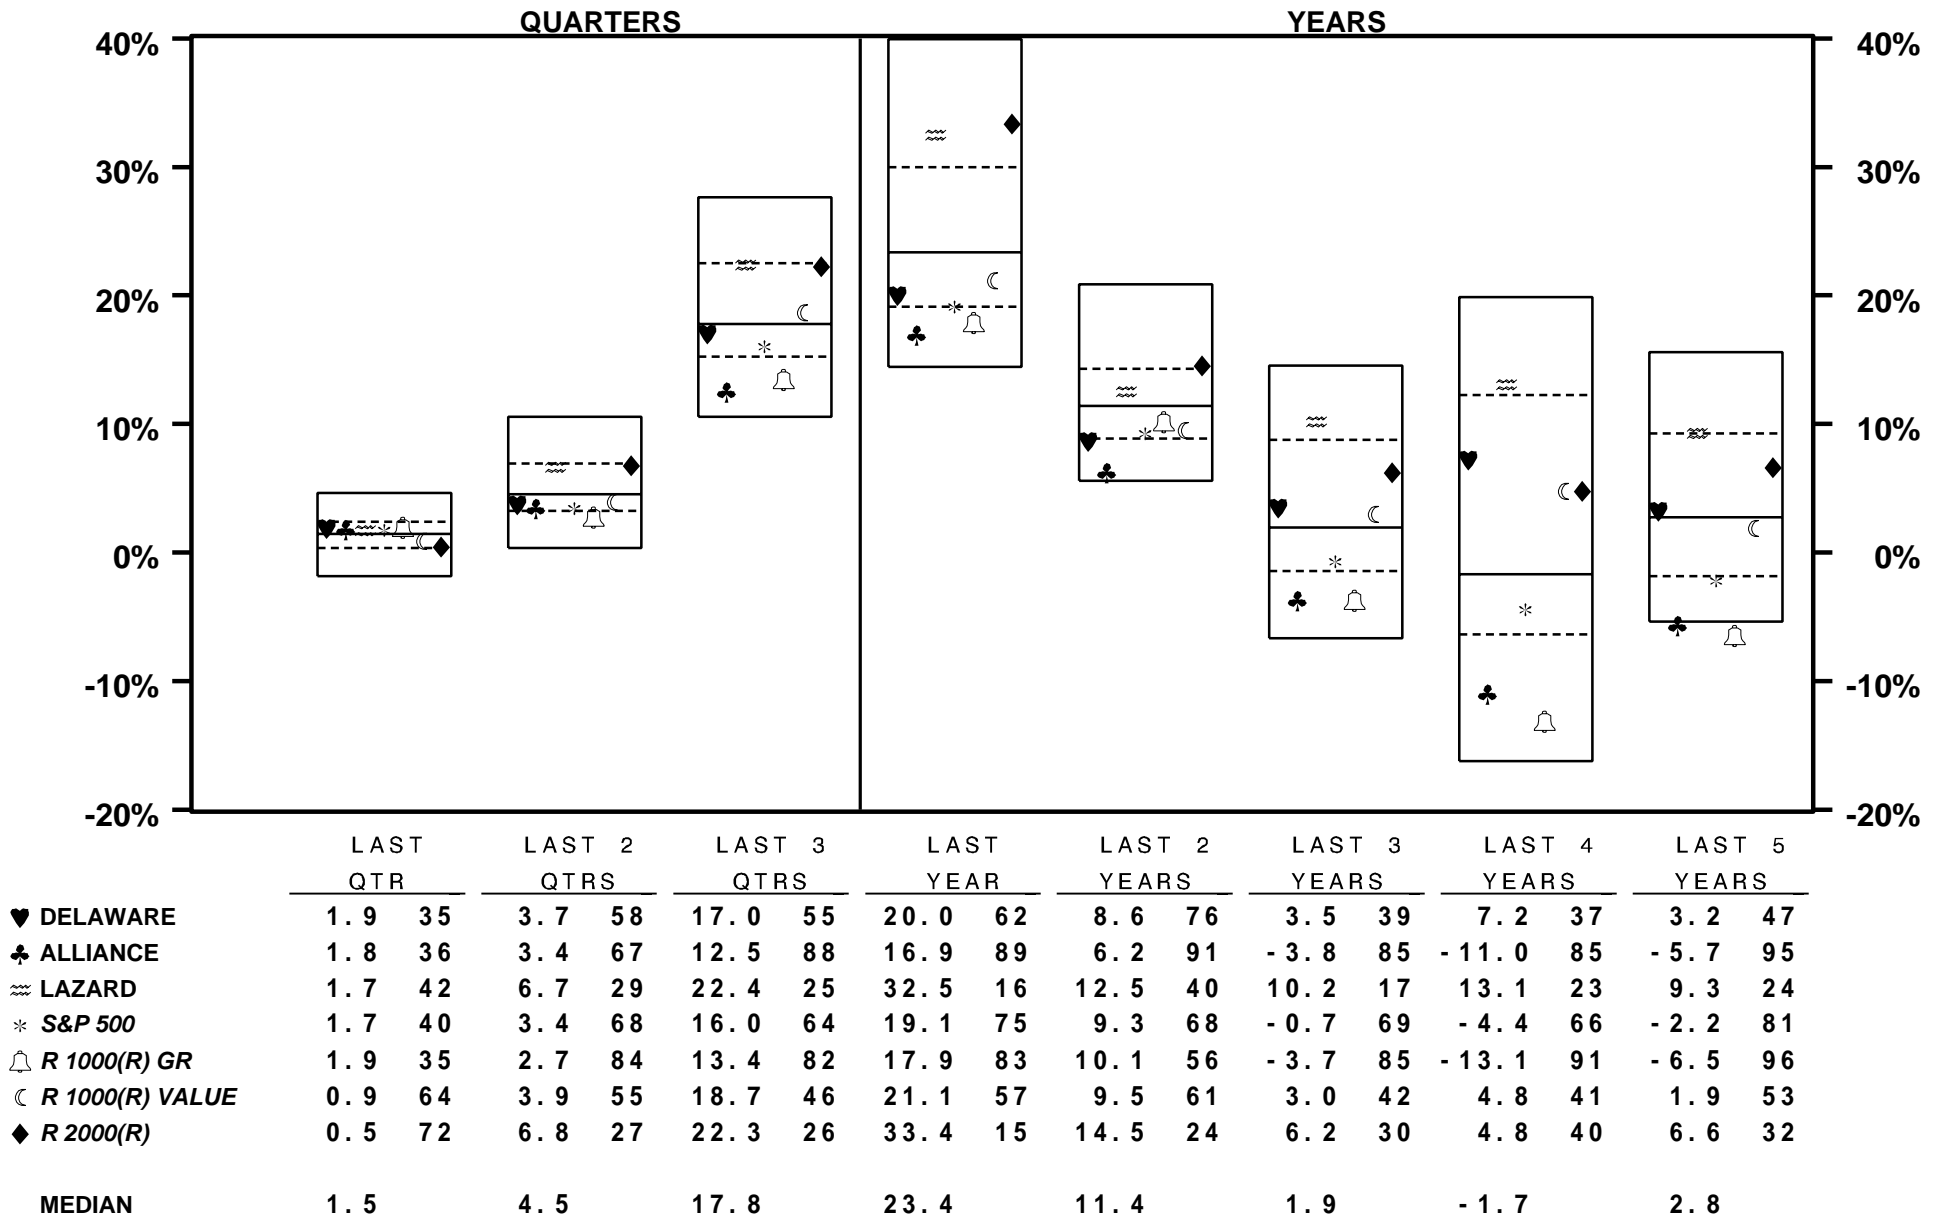 QUARTERS YEARS
40% 40%
30% 30%
20% 20%
10% 10%
0% 0%
-10% -10%
-20% -20%
LAST LAST 2 LAST 3 LAST LAST 2 LAST 3 LAST 4 LAST 5
QTR QTRS QTRS YEAR YEARS YEARS YEARS YEARS
DELAWARE 1.9 35 3.7 58 17.0 55 20.0 62 8.6 76 3.5 39 7.2 37 3.2 47
ALLIANCE 1.8 36 3.4 67 12.5 88 16.9 89 6.2 91 -3.8 85 -11.0 85 -5.7 95
LAZARD 1.7 42 6.7 29 22.4 25 32.5 16 12.5 40 10.2 17 13.1 23 9.3 24
S&P 500 1.7 40 3.4 68 16.0 64 19.1 75 9.3 68 -0.7 69 -4.4 66 -2.2 81
R 1000(R) GR 1.9 35 2.7 84 13.4 82 17.9 83 10.1 56 -3.7 85 -13.1 91 -6.5 96
R 1000(R) VALUE 0.9 64 3.9 55 18.7 46 21.1 57 9.5 61 3.0 42 4.8 41 1.9 53
R 2000(R) 0.5 72 6.8 27 22.3 26 33.4 15 14.5 24 6.2 30 4.8 40 6.6 32
MEDIAN 1.5 4.5 17.8 23.4 11.4 1.9 -1.7 2.8